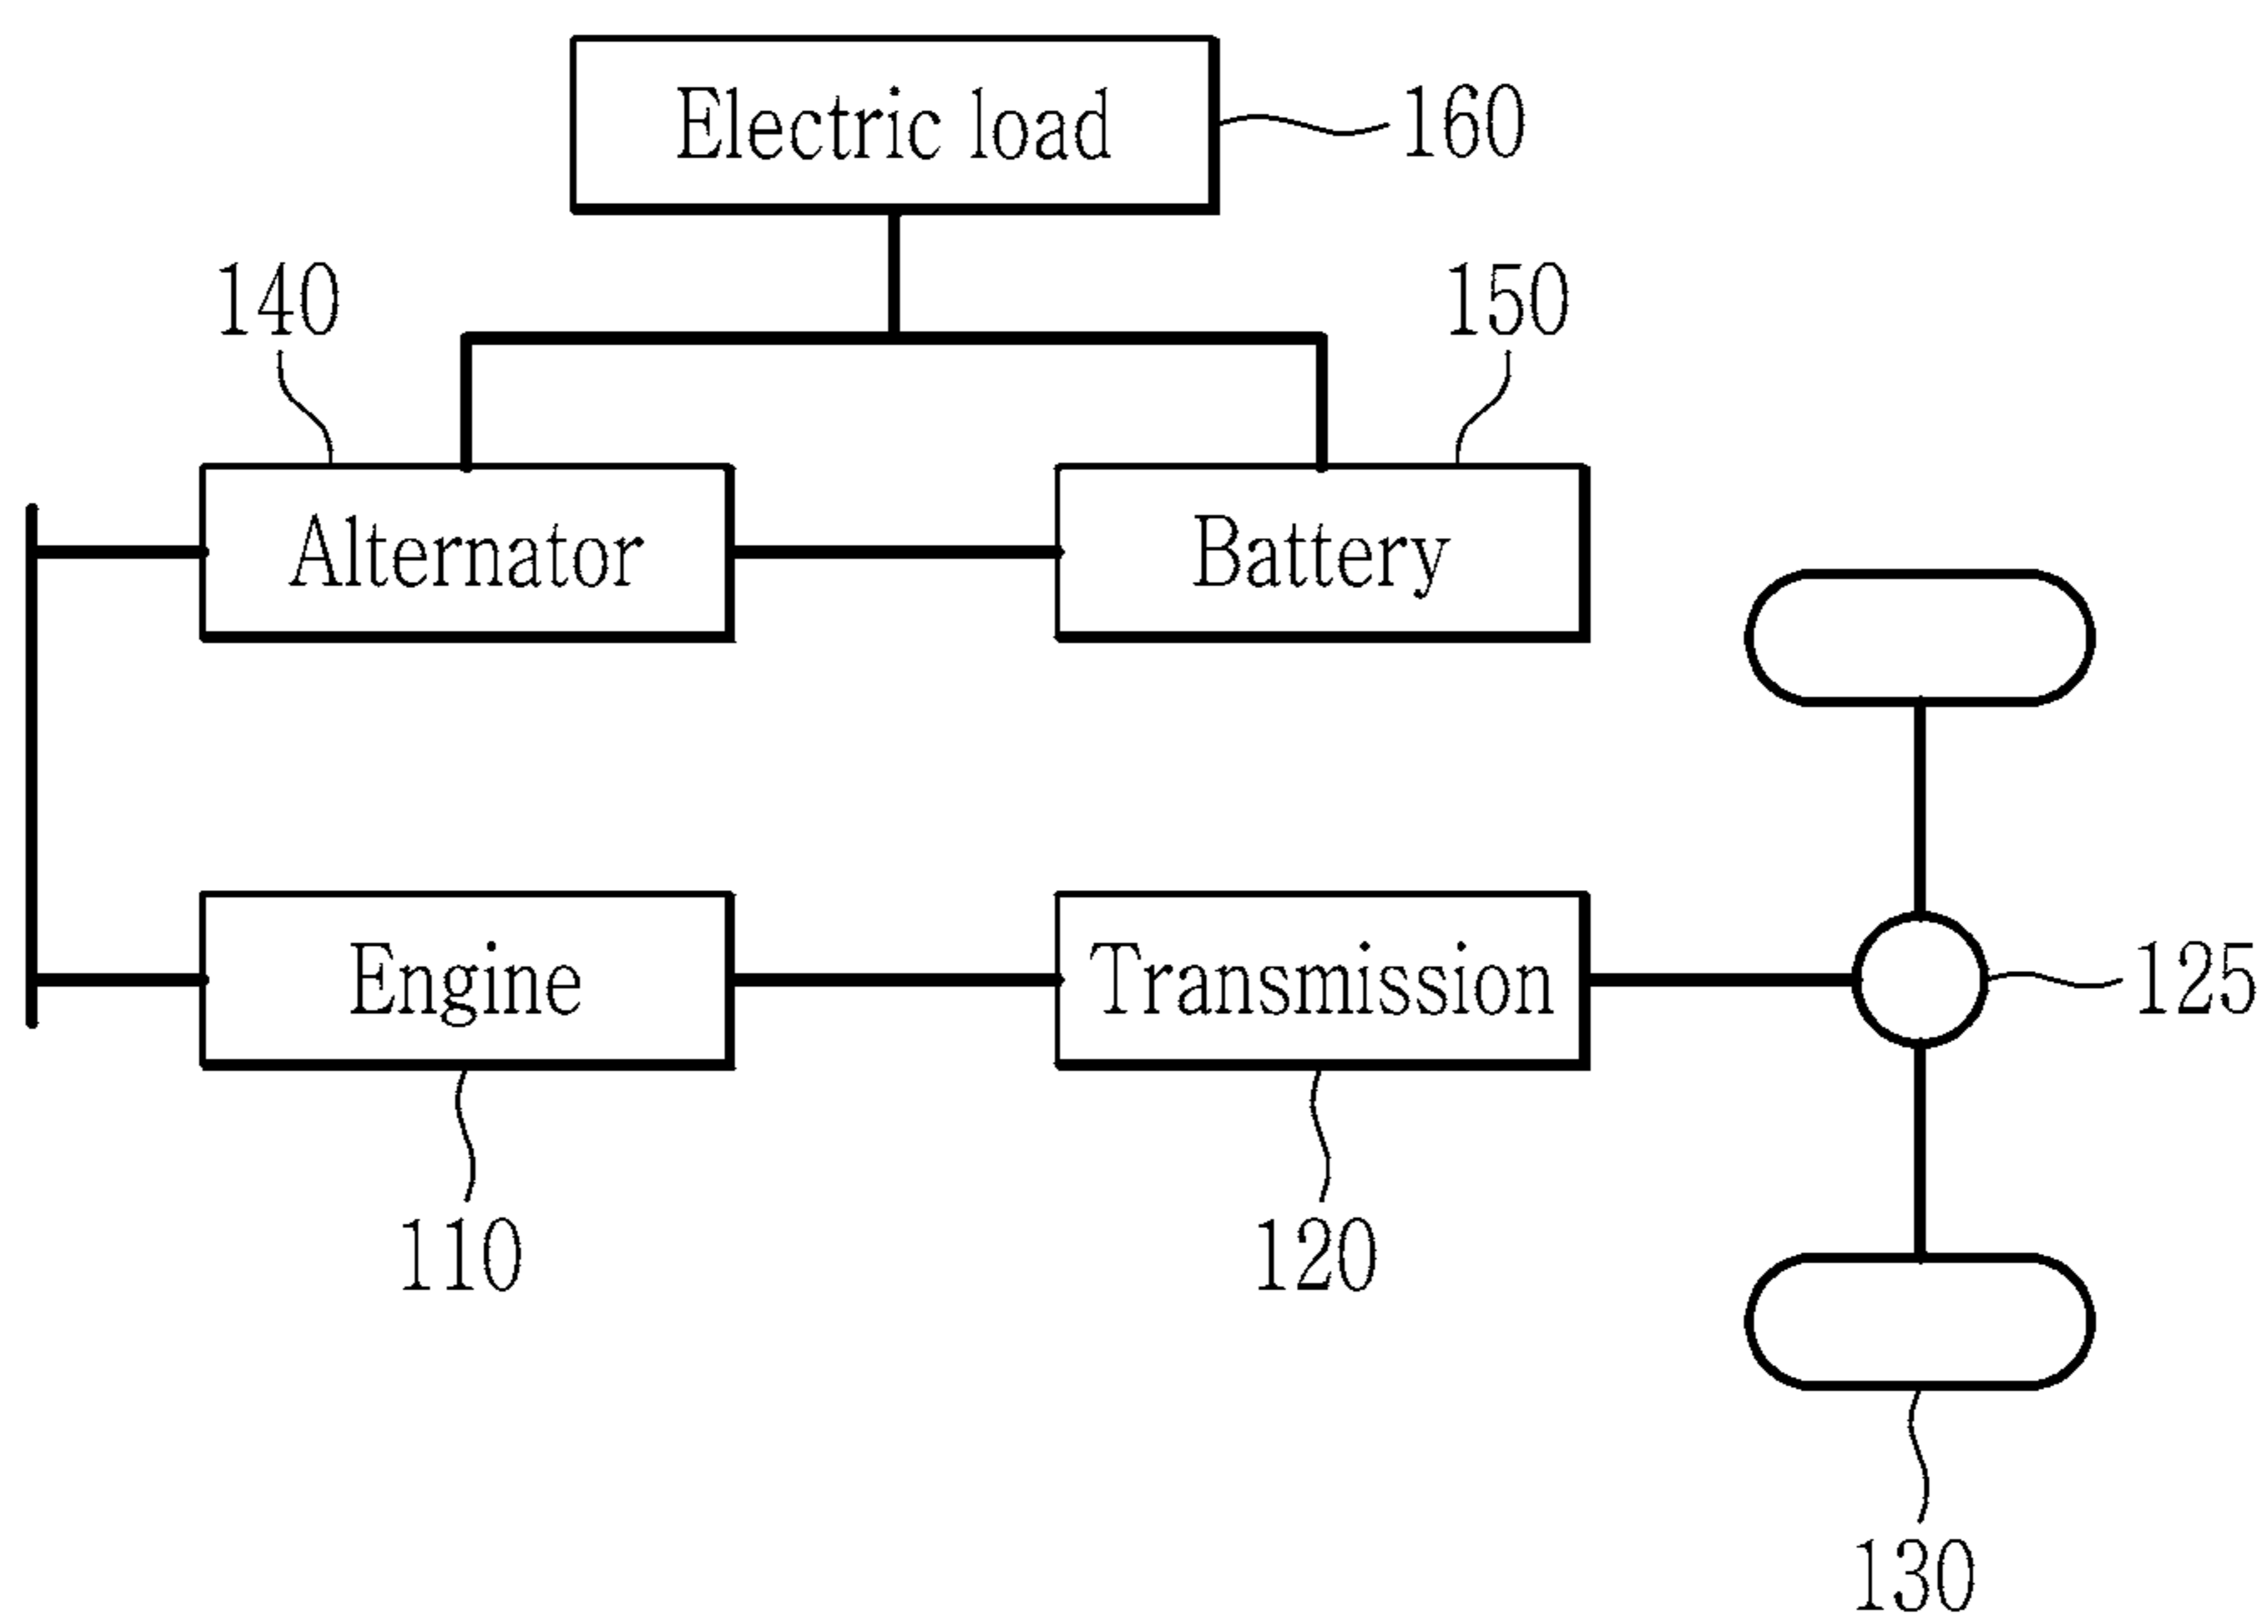 Electric load
160
140
150
Alternator
Battery
Engine
Transmission
125
110
120
130